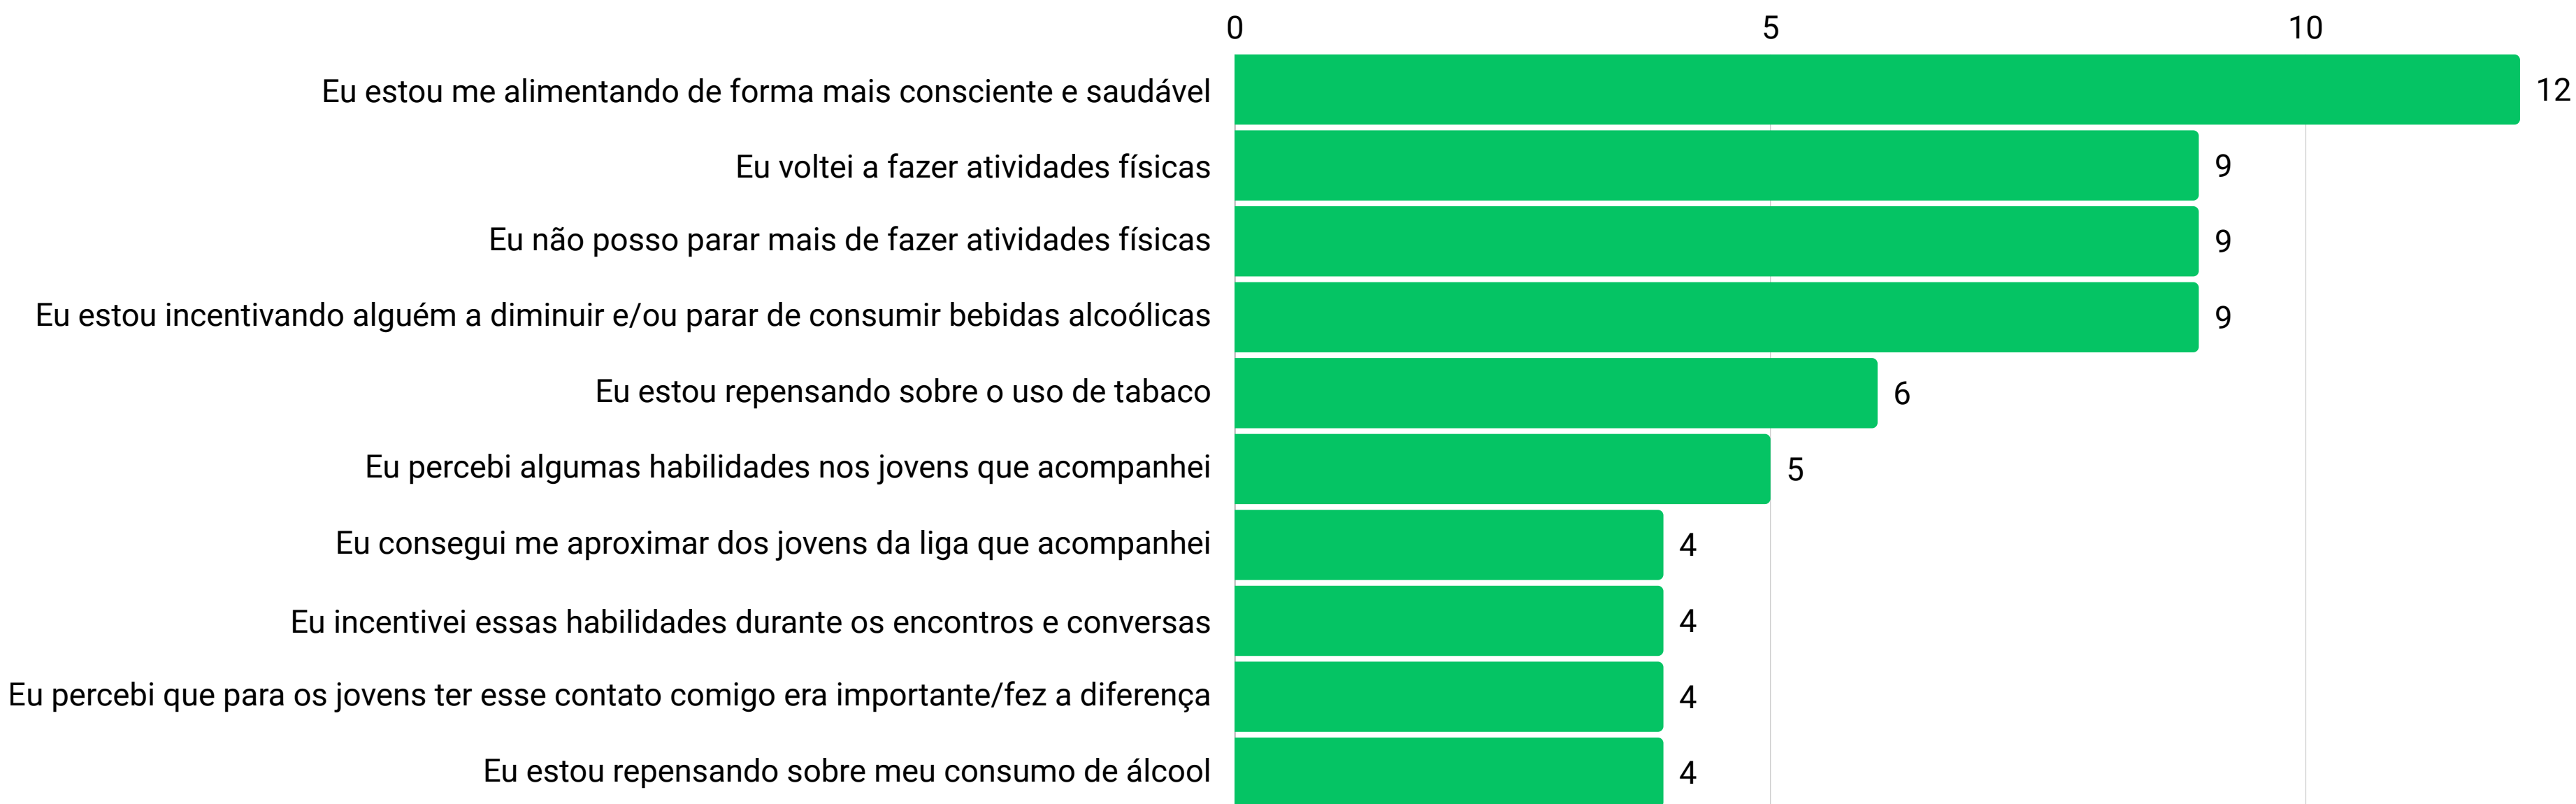 0 5 10
Eu estou me alimentando de forma mais consciente e saudável 12
Eu voltei a fazer atividades físicas 9
Eu não posso parar mais de fazer atividades físicas 9
Eu estou incentivando alguém a diminuir e/ou parar de consumir bebidas alcoólicas 9
Eu estou repensando sobre o uso de tabaco 6
Eu percebi algumas habilidades nos jovens que acompanhei 5
Eu consegui me aproximar dos jovens da liga que acompanhei 4
Eu incentivei essas habilidades durante os encontros e conversas 4
Eu percebi que para os jovens ter esse contato comigo era importante/fez a diferença 4
Eu estou repensando sobre meu consumo de álcool 4